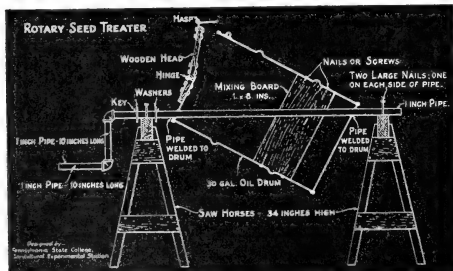 ROTARY SEED TREATER
HASP
WOODEN HEAD
HINGE
WASHERS
KEY
NAILS OR SCREWS
MIXING BOARD
1 x 8 INS.
TWO LARGE NAILS; ONE
ON EACH SIDE OF PIPE.
1 INCH PIPE.
1 INCH PIPE-10 INCHES LONG
PIPE
WELDED TO
DRUM
PIPE
WELDED
TO DRUM
1 INCH PIPE - 10 INCHES LONG
30 GAL. OIL DRUM
SAW HORSES - 34 INCHES HIGH
Designed by-
Pennsylvania State College,
Agricultural Experimental Station